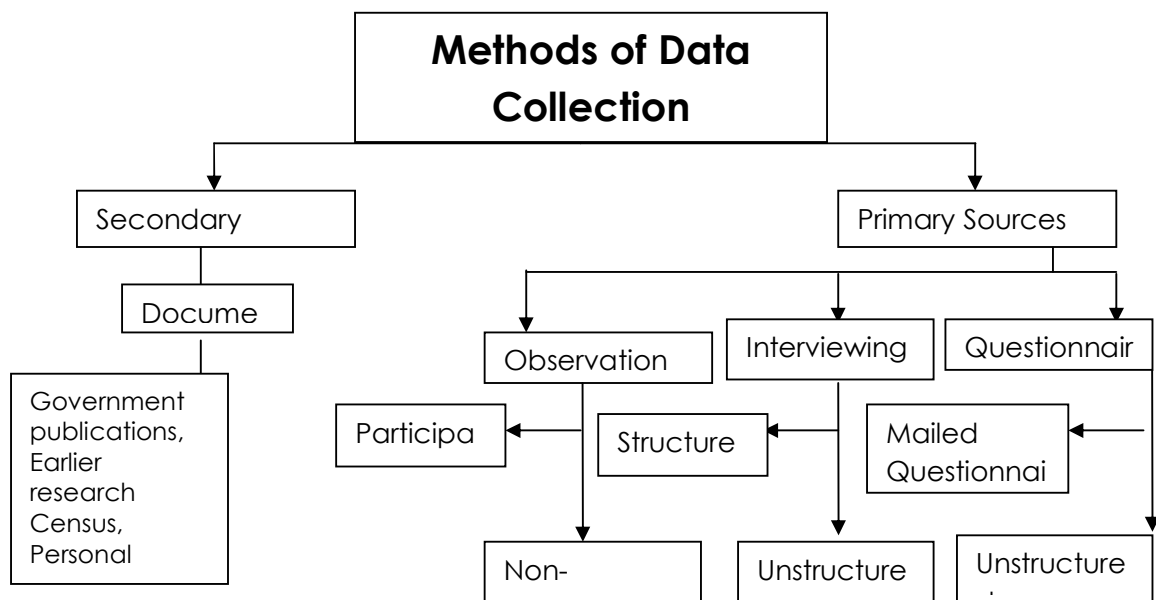 Methods of Data
Collection
Secondary
Primary Sources
Docume
Observation
Interviewing
Questionnair
Government
publications,
Earlier
research
Census,
Personal
Participa
Structure
Mailed
Questionnai
Non-
Unstructure
Unstructure